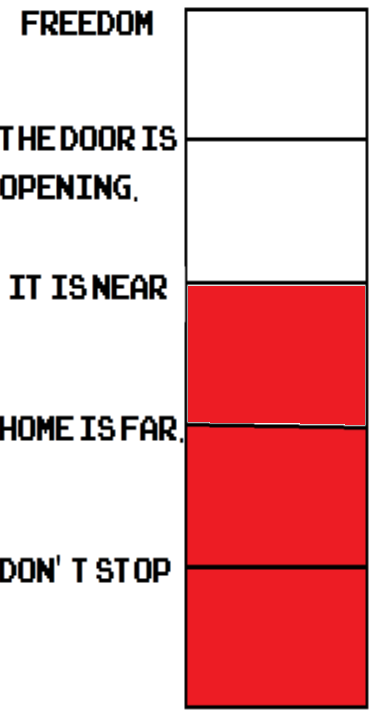 FREEDOM
THE DOOR IS
OPENING.
IT IS NEAR
HOME IS FAR.
DON'T STOP